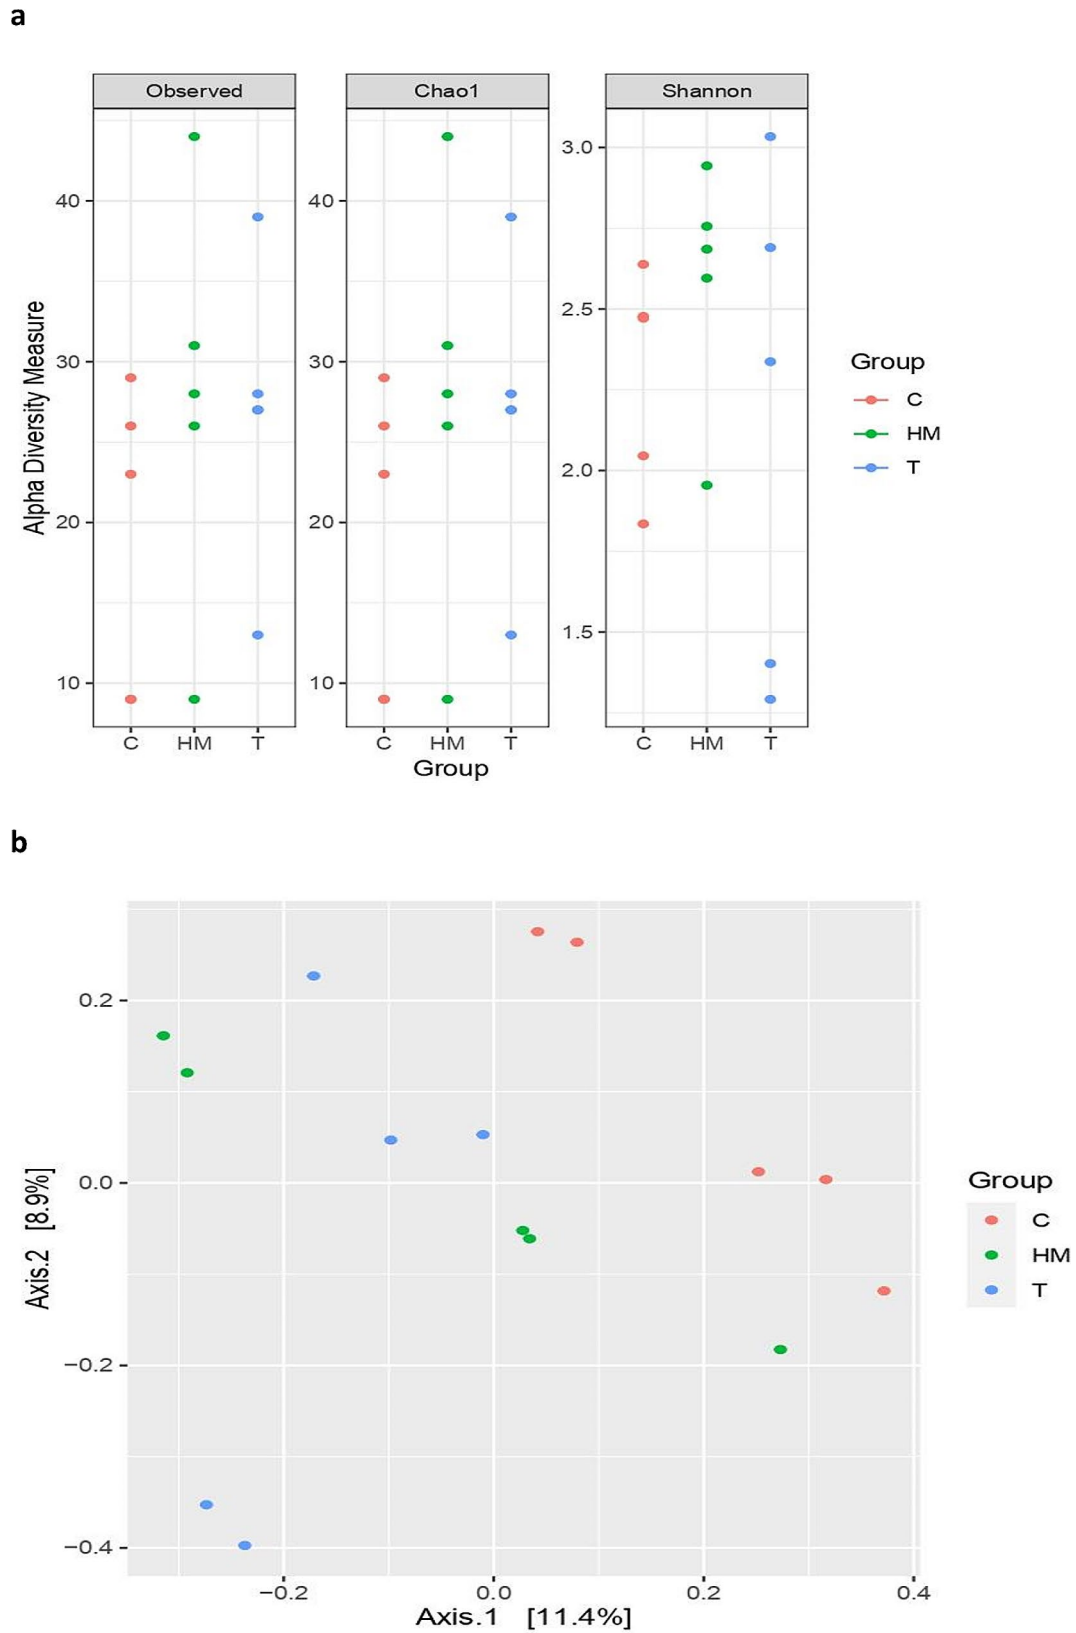 a
Observed
Chao1
Shannon
Alpha Diversity Measure
40
30
20
10
40
30
20
10
3.0
2.5
2.0
1.5
C HM T
C HM T
C HM T
Group
Group
C
HM
T
b
Axis.2 [8.9%]
0.2
0.0
−0.2
−0.4
−0.2 0.0 0.2 0.4
Axis.1 [11.4%]
Group
C
HM
T